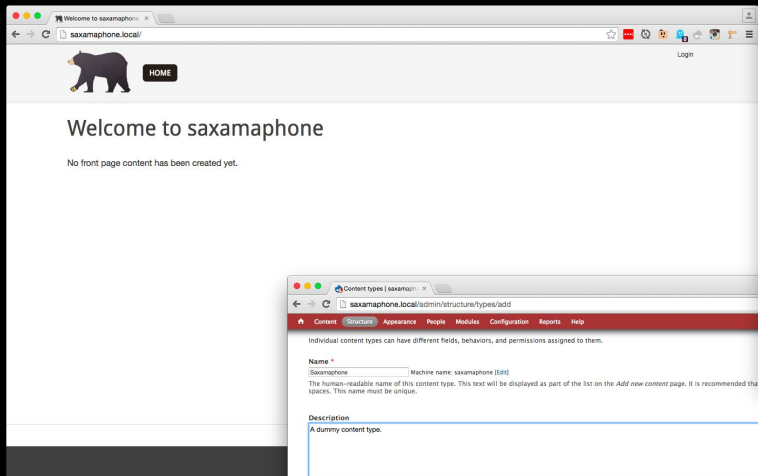 Welcome to saxamaphone
saxamaphone.local/
Login
HOME
Welcome to saxamaphone
No front page content has been created yet.
Content types | saxamaph
saxamaphone.local/admin/structure/types/add
Content Structure Appearance People Modules Configuration Reports Help
Individual content types can have different fields, behaviors, and permissions assigned to them.
Name *
Saxamaphone Machine name: saxamaphone [Edit]
The human-readable name of this content type. This text will be displayed as part of the list on the Add new content page. It is recommended tha
spaces. This name must be unique.
Description
A dummy content type.